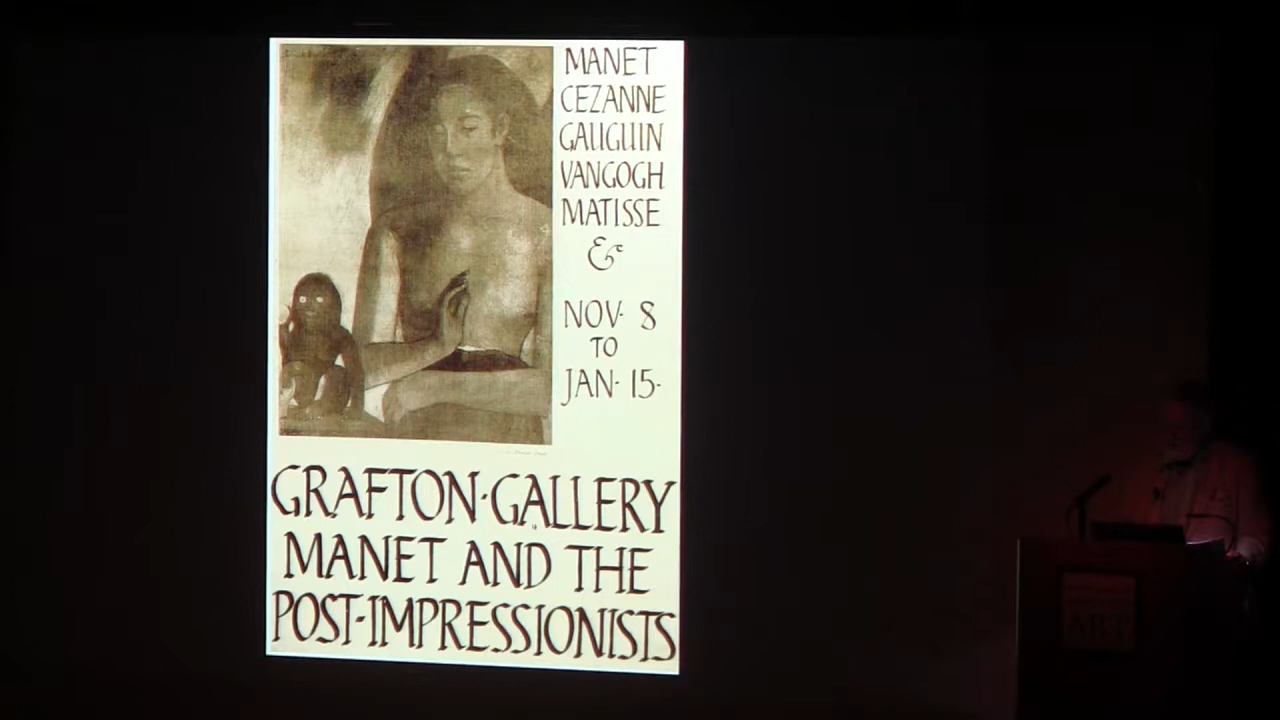 MANET
CEZANNE
GAUGUIN
VANGOGH
MATISSE
&
NOV· 8
TO
JAN· 15·
GRAFTON·GALLERY
MANET AND THE
POST·IMPRESSIONISTS